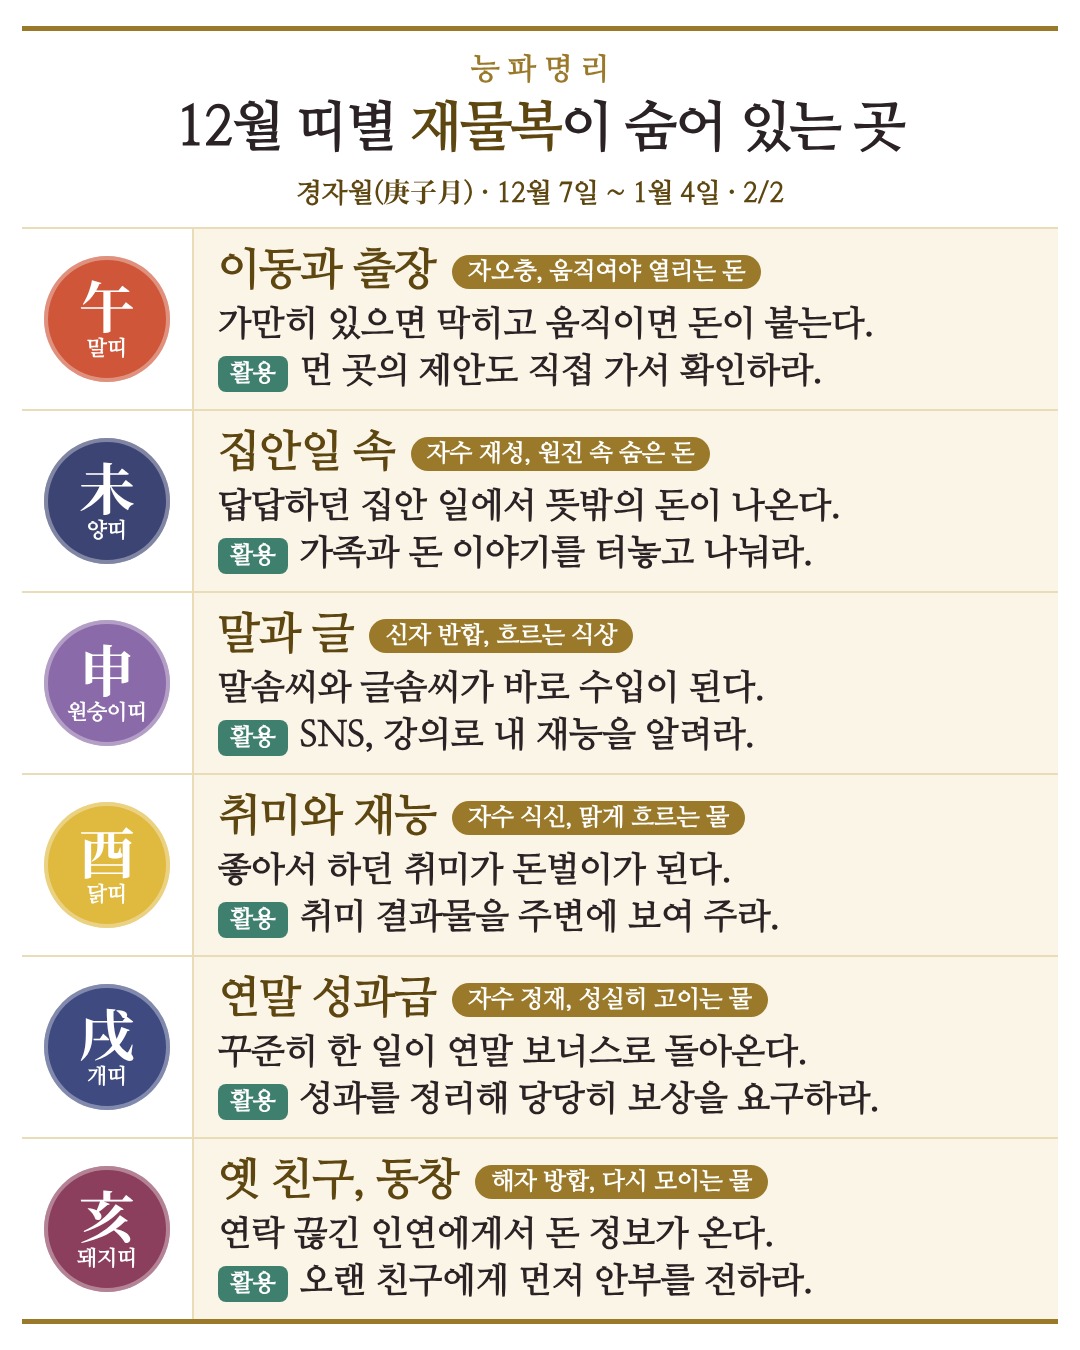 능파명리
12월 띠별 재물복이 숨어 있는 곳
경자월(庚子月) · 12월 7일 ~ 1월 4일 · 2/2
午
말띠
이동과 출장 자오충, 움직여야 열리는 돈
가만히 있으면 막히고 움직이면 돈이 붙는다.
활용 먼 곳의 제안도 직접 가서 확인하라.
未
양띠
집안일 속 자수 재성, 원진 속 숨은 돈
답답하던 집안 일에서 뜻밖의 돈이 나온다.
활용 가족과 돈 이야기를 터놓고 나눠라.
申
원숭이띠
말과 글 신자 반합, 흐르는 식상
말솜씨와 글솜씨가 바로 수입이 된다.
활용 SNS, 강의로 내 재능을 알려라.
酉
닭띠
취미와 재능 자수 식신, 맑게 흐르는 물
좋아서 하던 취미가 돈벌이가 된다.
활용 취미 결과물을 주변에 보여 주라.
戌
개띠
연말 성과급 자수 정재, 성실히 고이는 물
꾸준히 한 일이 연말 보너스로 돌아온다.
활용 성과를 정리해 당당히 보상을 요구하라.
亥
돼지띠
옛 친구, 동창 해자 방합, 다시 모이는 물
연락 끊긴 인연에게서 돈 정보가 온다.
활용 오랜 친구에게 먼저 안부를 전하라.